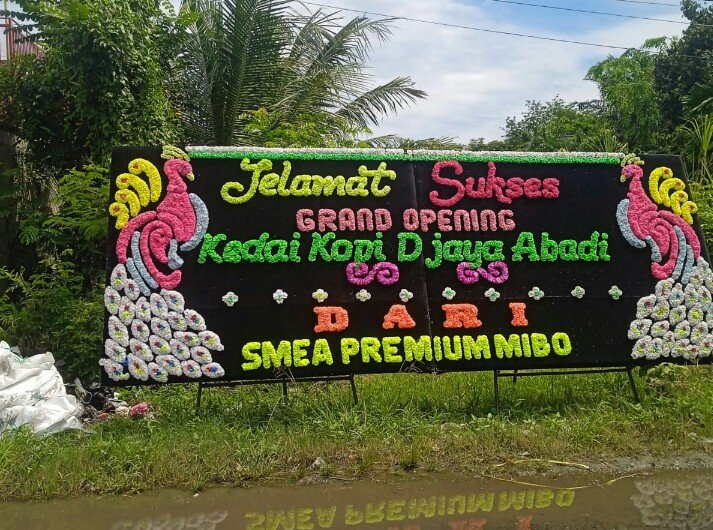 Selamat Sukses
GRAND OPENING
Kedai Kopi Djaya Abadi
DARI
SMEA PREMIUM MIBO